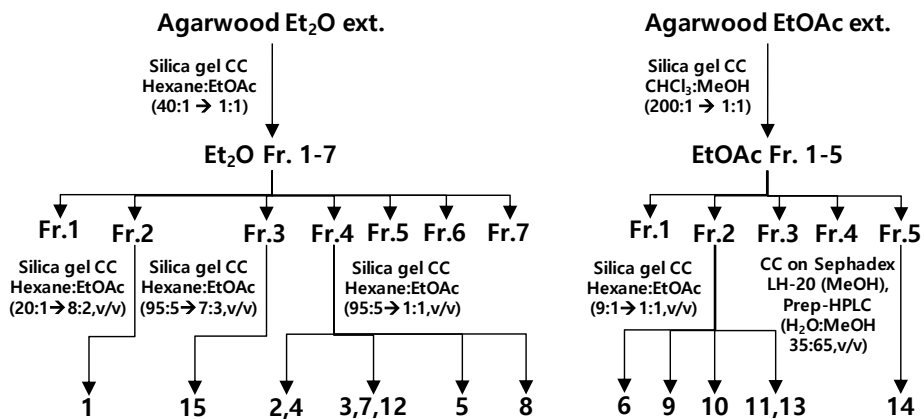 Agarwood Et₂O ext.
Silica gel CC
Hexane:EtOAc
(40:1 → 1:1)
Et₂O Fr. 1-7
Fr.1 Fr.2 Fr.3 Fr.4 Fr.5 Fr.6 Fr.7
Silica gel CC
Hexane:EtOAc
(20:1→8:2,v/v)
Silica gel CC
Hexane:EtOAc
(95:5→7:3,v/v)
Silica gel CC
Hexane:EtOAc
(95:5→1:1,v/v)
1 15 2,4 3,7,12 5 8
Agarwood EtOAc ext.
Silica gel CC
CHCl₃:MeOH
(200:1 → 1:1)
EtOAc Fr. 1-5
Fr.1 Fr.2 Fr.3 Fr.4 Fr.5
Silica gel CC
Hexane:EtOAc
(9:1→1:1,v/v)
CC on Sephadex
LH-20 (MeOH),
Prep-HPLC
(H₂O:MeOH
35:65,v/v)
6 9 10 11,13 14